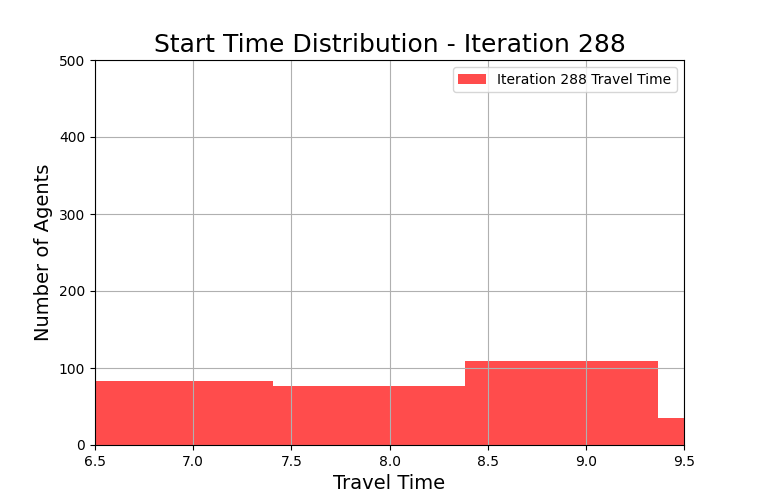 Start Time Distribution - Iteration 288
Iteration 288 Travel Time
Number of Agents
500
400
300
200
100
0
6.5 7.0 7.5 8.0 8.5 9.0 9.5
Travel Time